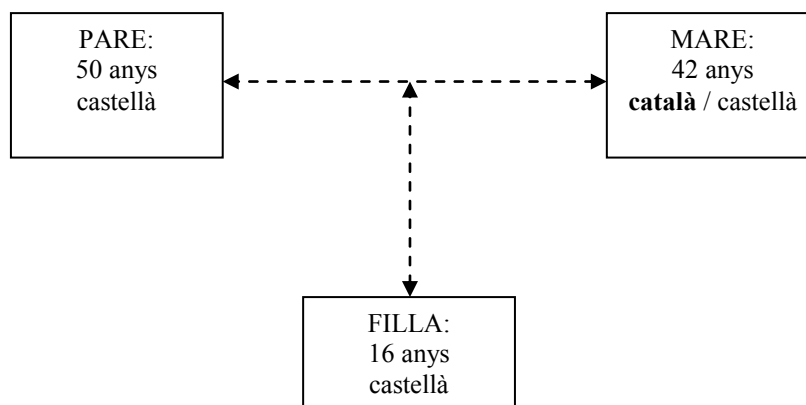 PARE:
50 anys
castellà
MARE:
42 anys
català / castellà
FILLA:
16 anys
castellà